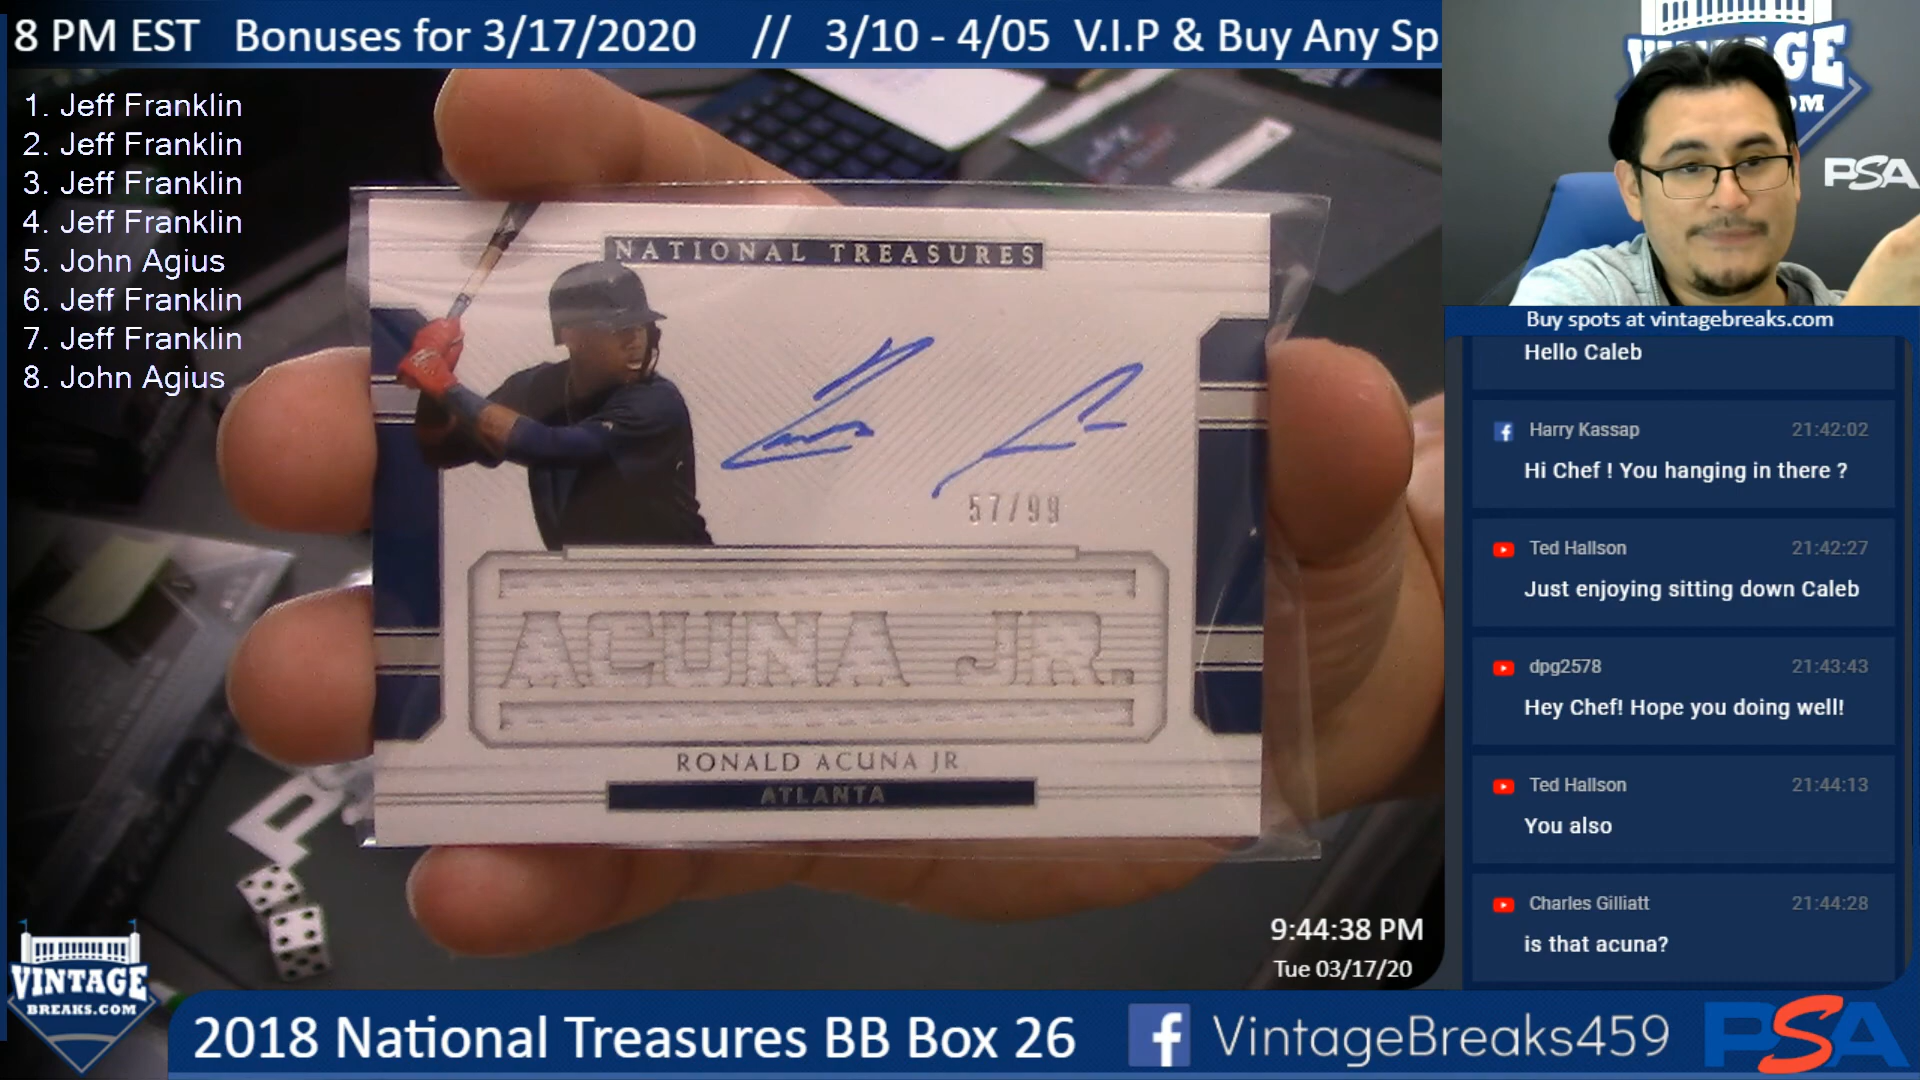 8 PM EST Bonuses for 3/17/2020 // 3/10 - 4/05 V.I.P & Buy Any Sp
1. Jeff Franklin
2. Jeff Franklin
3. Jeff Franklin
4. Jeff Franklin
5. John Agius
6. Jeff Franklin
7. Jeff Franklin
8. John Agius
NATIONAL TREASURES
57/99
ACUNA JR.
RONALD ACUNA JR
ATLANTA
VINTAGE
PSA
Buy spots at vintagebreaks.com
Hello Caleb
Harry Kassap 21:42:02
Hi Chef ! You hanging in there ?
Ted Hallson 21:42:27
Just enjoying sitting down Caleb
dpg2578 21:43:43
Hey Chef! Hope you doing well!
Ted Hallson 21:44:13
You also
Charles Gilliatt 21:44:28
is that acuna?
9:44:38 PM
Tue 03/17/20
VINTAGE
BREAKS.COM
2018 National Treasures BB Box 26
VintageBreaks459
PSA